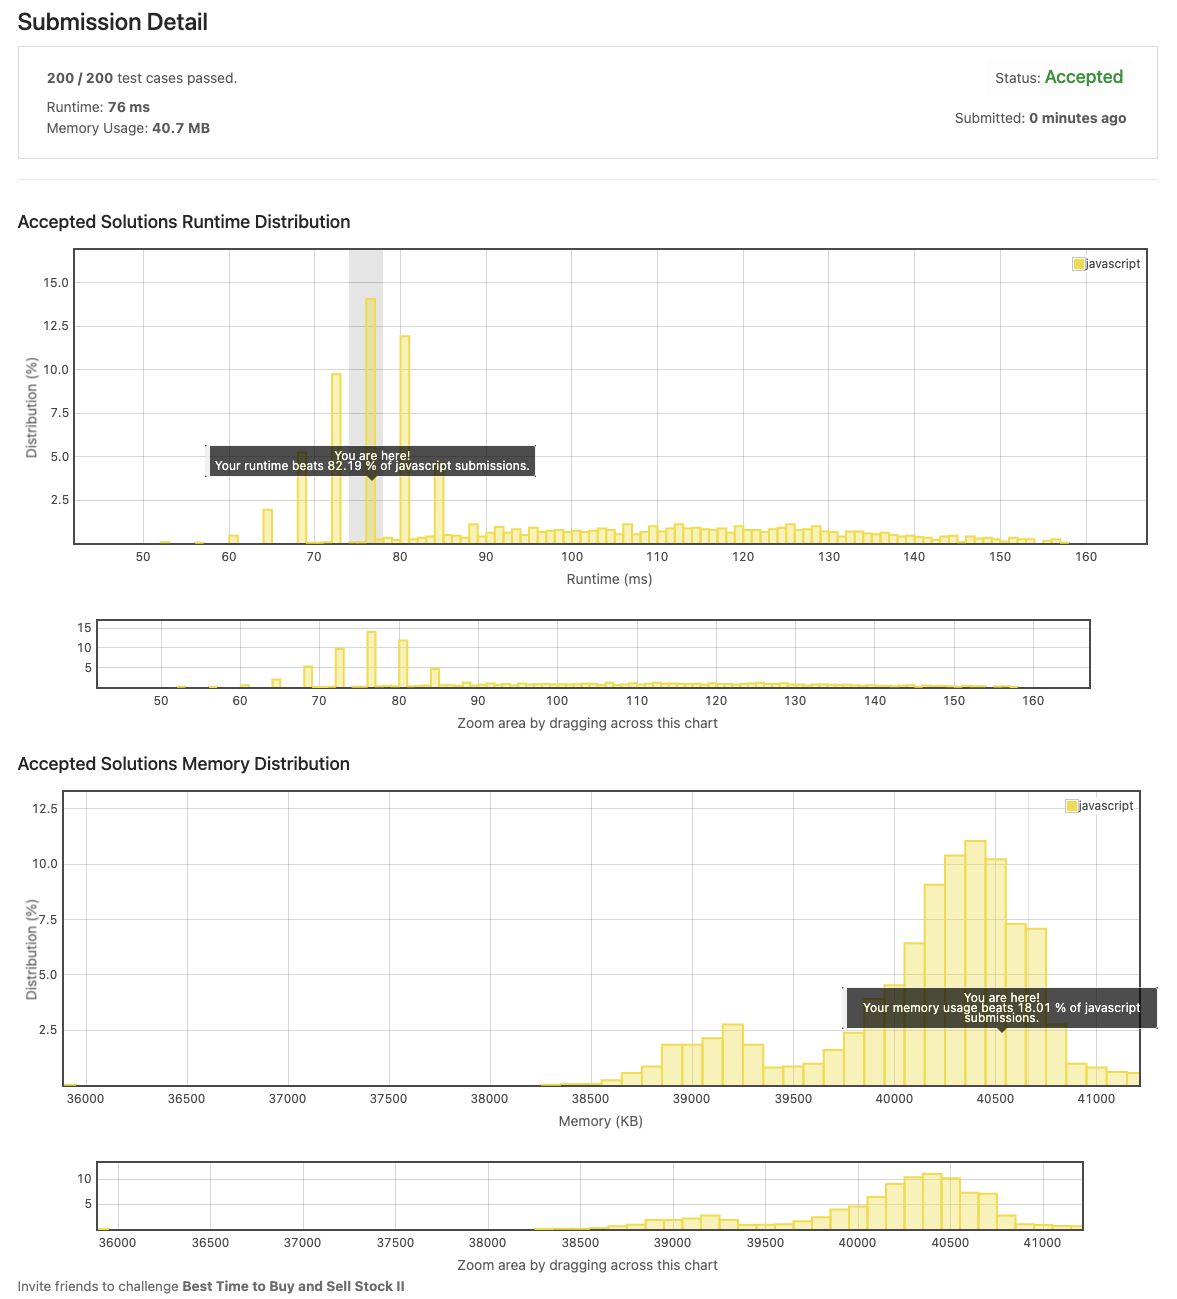 Submission Detail
200 / 200 test cases passed.
Status: Accepted
Runtime: 76 ms
Memory Usage: 40.7 MB
Submitted: 0 minutes ago
Accepted Solutions Runtime Distribution
javascript
15.0
12.5
10.0
7.5
5.0
2.5
Distribution (%)
You are here!
Your runtime beats 82.19 % of javascript submissions.
50 60 70 80 90 100 110 120 130 140 150 160
Runtime (ms)
15
10
5
50 60 70 80 90 100 110 120 130 140 150 160
Zoom area by dragging across this chart
Accepted Solutions Memory Distribution
javascript
12.5
10.0
7.5
5.0
2.5
Distribution (%)
You are here!
Your memory usage beats 18.01 % of javascript
submissions.
36000 36500 37000 37500 38000 38500 39000 39500 40000 40500 41000
Memory (KB)
10
5
36000 36500 37000 37500 38000 38500 39000 39500 40000 40500 41000
Zoom area by dragging across this chart
Invite friends to challenge Best Time to Buy and Sell Stock II